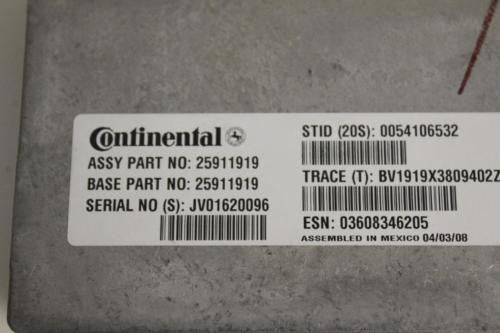 Continental
ASSY PART NO: 25911919
BASE PART NO: 25911919
SERIAL NO (S): JV01620096
STID (20S): 0054106532
TRACE (T): BV1919X3809402Z
ESN: 03608346205
ASSEMBLED IN MEXICO 04/03/08